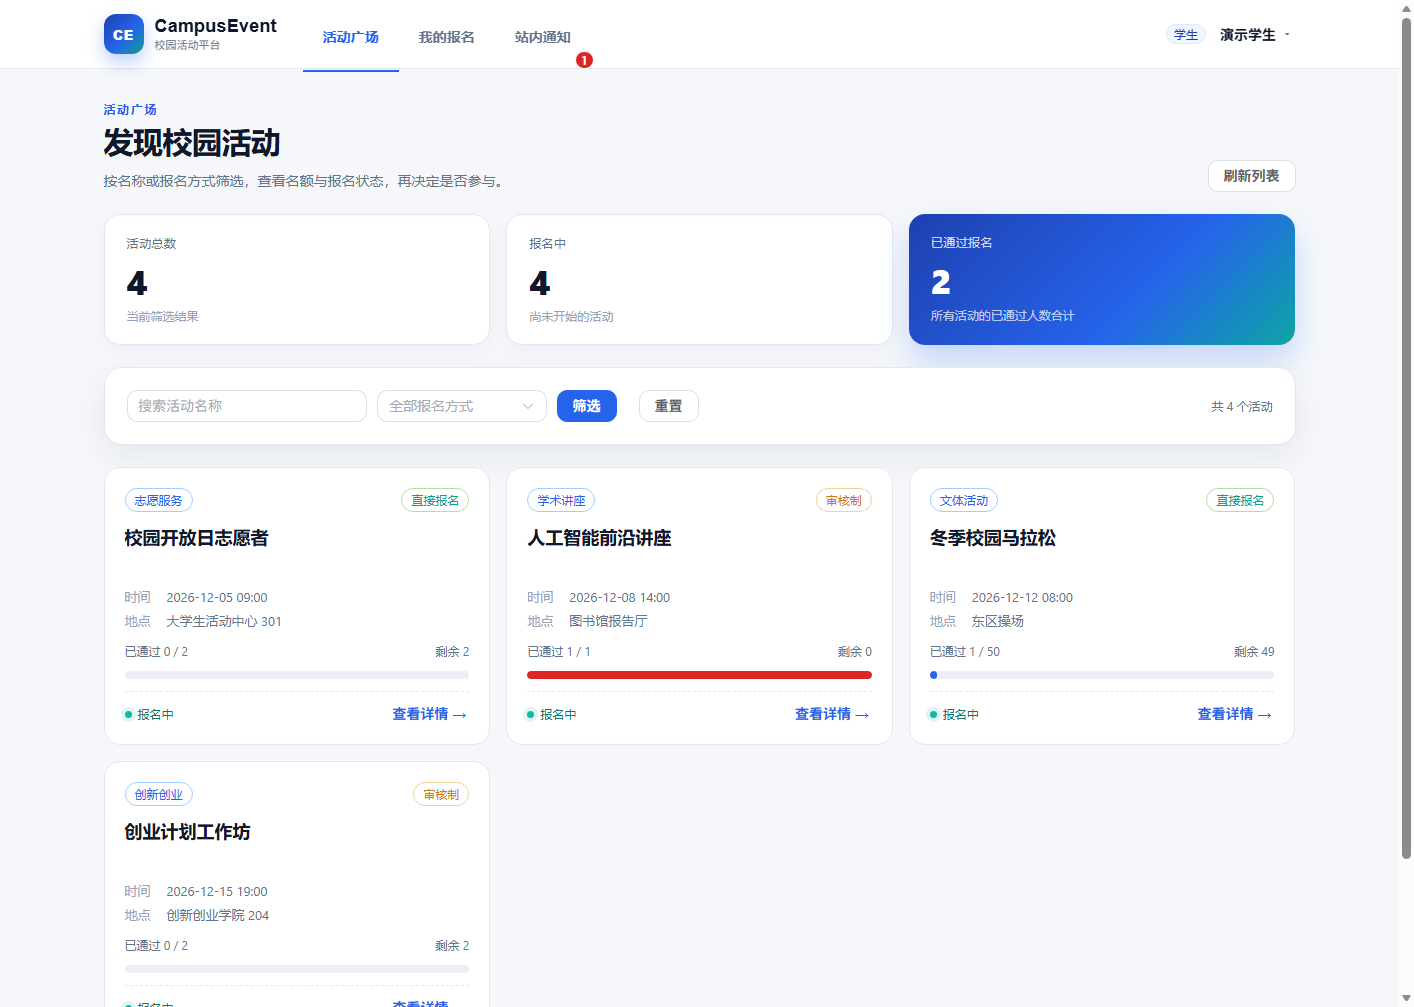 CE
CampusEvent
校园活动平台
活动广场
我的报名
站内通知
1
学生
演示学生
活动广场
发现校园活动
按名称或报名方式筛选，查看名额与报名状态，再决定是否参与。
刷新列表
活动总数
4
当前筛选结果
报名中
4
尚未开始的活动
已通过报名
2
所有活动的已通过人数合计
搜索活动名称
全部报名方式
筛选
重置
共 4 个活动
志愿服务
直接报名
校园开放日志愿者
时间 2026-12-05 09:00
地点 大学生活动中心 301
已通过 0 / 2
剩余 2
报名中
查看详情 →
学术讲座
审核制
人工智能前沿讲座
时间 2026-12-08 14:00
地点 图书馆报告厅
已通过 1 / 1
剩余 0
报名中
查看详情 →
文体活动
直接报名
冬季校园马拉松
时间 2026-12-12 08:00
地点 东区操场
已通过 1 / 50
剩余 49
报名中
查看详情 →
创新创业
审核制
创业计划工作坊
时间 2026-12-15 19:00
地点 创新创业学院 204
已通过 0 / 2
剩余 2
报名中
查看详情